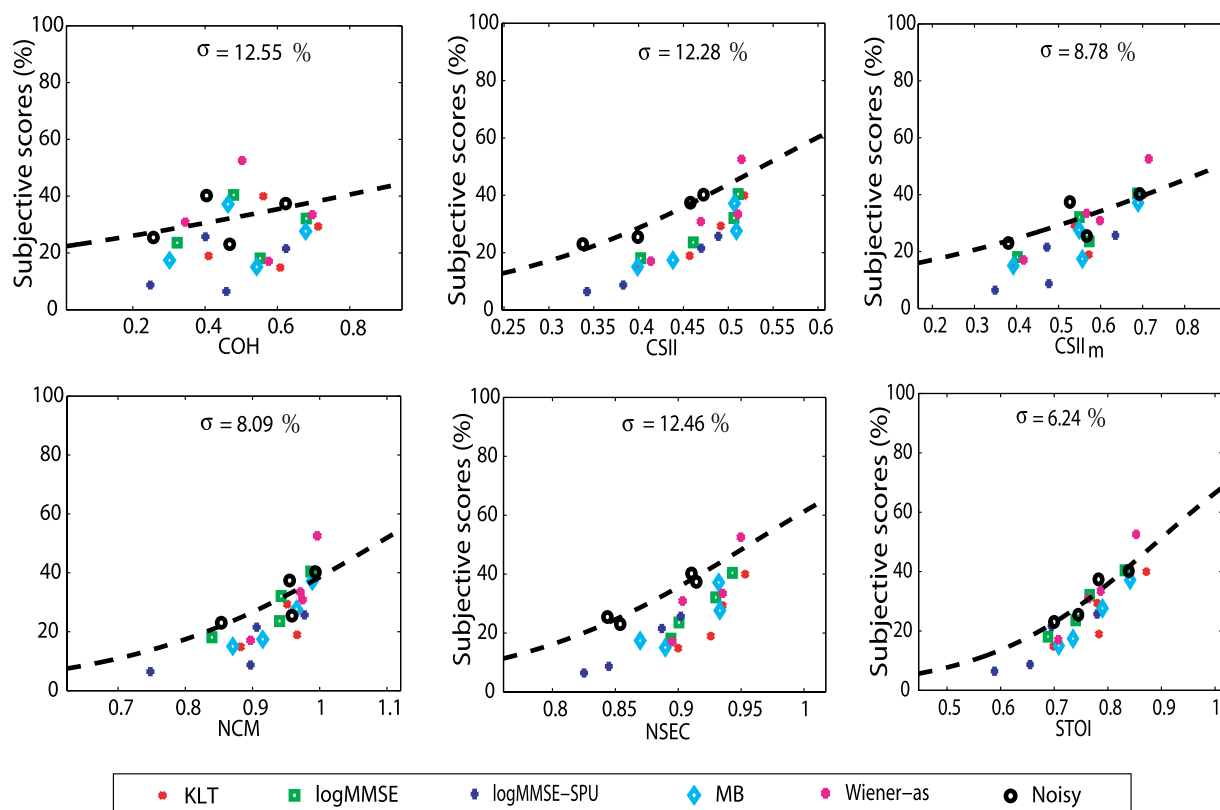 σ = 12.55 %
Subjective scores (%)
100
80
60
40
20
0
0.2 0.4 0.6 0.8
COH
σ = 12.28 %
Subjective scores (%)
100
80
60
40
20
0
0.25 0.3 0.35 0.4 0.45 0.5 0.55 0.6
CSII
σ = 8.78 %
Subjective scores (%)
100
80
60
40
20
0
0.2 0.3 0.4 0.5 0.6 0.7 0.8
CSII m
σ = 8.09 %
Subjective scores (%)
100
80
60
40
20
0
0.7 0.8 0.9 1 1.1
NCM
σ = 12.46 %
Subjective scores (%)
100
80
60
40
20
0
0.8 0.85 0.9 0.95 1
NSEC
σ = 6.24 %
Subjective scores (%)
100
80
60
40
20
0
0.5 0.6 0.7 0.8 0.9 1
STOI
KLT logMMSE logMMSE-SPU MB Wiener-as Noisy